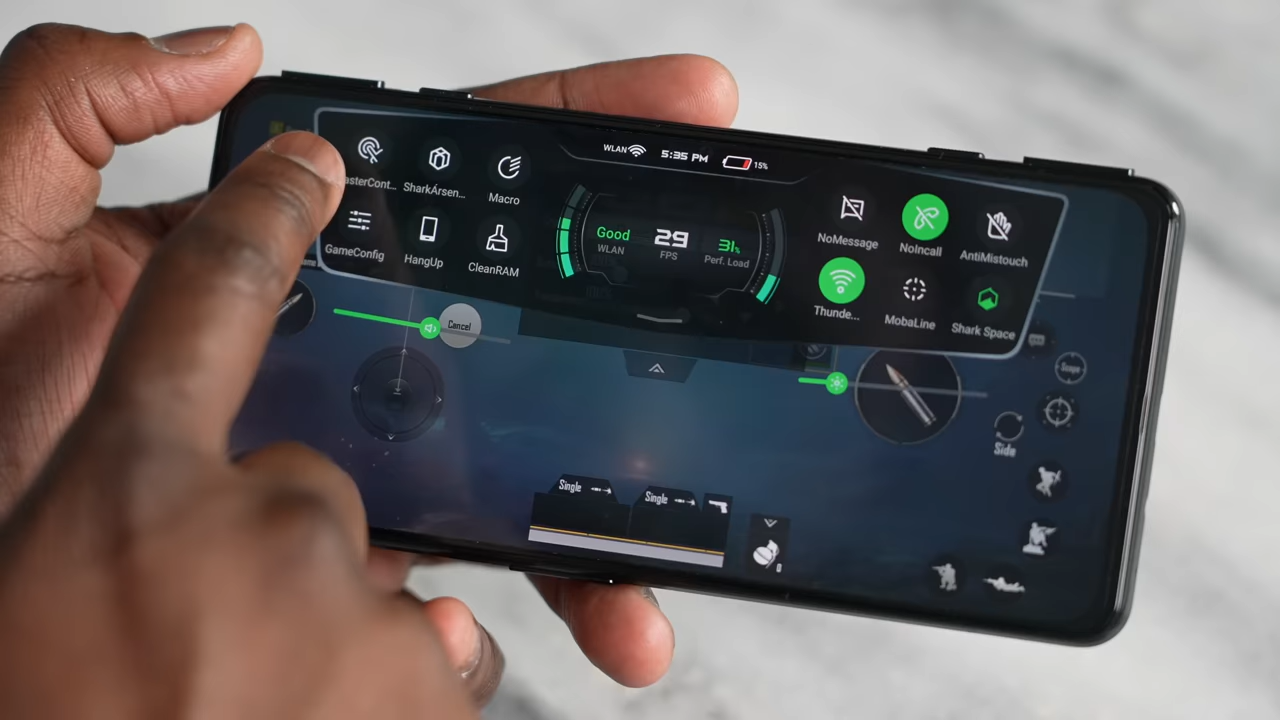 WLAN 5:35 PM 15%
asterCont...
SharkArsen...
Macro
GameConfig
HangUp
CleanRAM
Good
WLAN
29
FPS
31%
Perf. Load
NoMessage
NoIncall
AntiMistouch
Thunde...
MobaLine
Shark Space
Cancel
Scope
Side
Single
Single